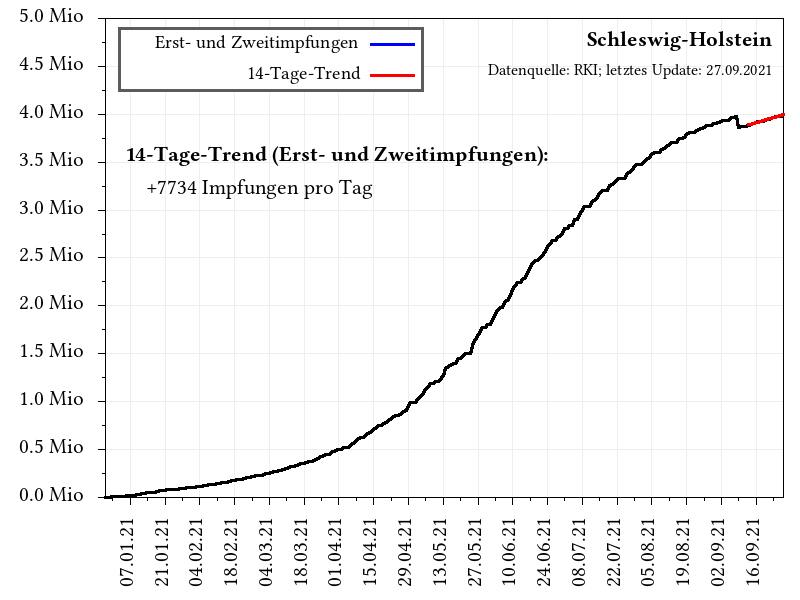 5.0 Mio
4.5 Mio
4.0 Mio
3.5 Mio
3.0 Mio
2.5 Mio
2.0 Mio
1.5 Mio
1.0 Mio
0.5 Mio
0.0 Mio
Erst- und Zweitimpfungen
14-Tage-Trend
Schleswig-Holstein
Datenquelle: RKI; letztes Update: 27.09.2021
14-Tage-Trend (Erst- und Zweitimpfungen):
+7734 Impfungen pro Tag
07.01.21
21.01.21
04.02.21
18.02.21
04.03.21
18.03.21
01.04.21
15.04.21
29.04.21
13.05.21
27.05.21
10.06.21
24.06.21
08.07.21
22.07.21
05.08.21
19.08.21
02.09.21
16.09.21